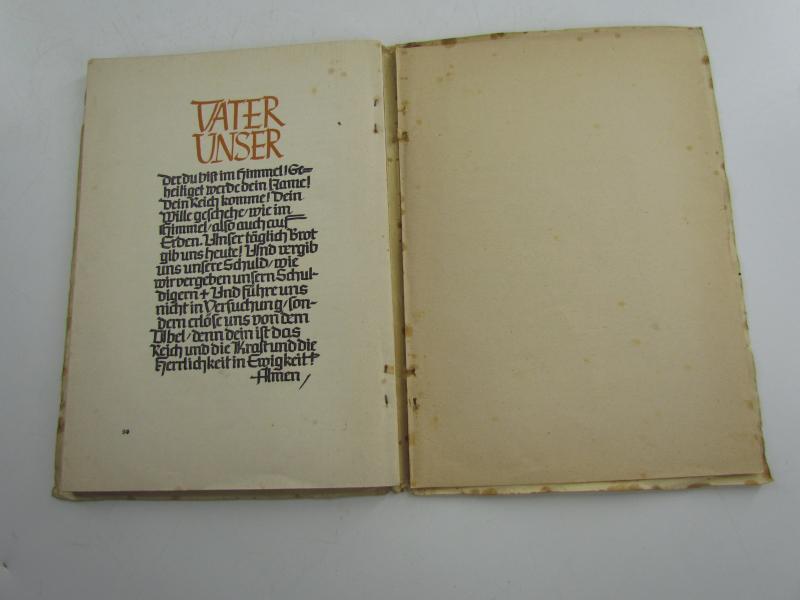 VATER
UNSER
Der du bist im Himmel! Ge=
heiliget werde dein Name!
Dein Reich komme! Dein
Wille geschehe/wie im
Himmel/also auch auf
Erden. Unser täglich Brot
gib uns heute! Und vergib
uns unsere Schuld/wie
wir vergeben unsern Schul-
digern + Und führe uns
nicht in Versuchung/son-
dern erlöse uns von dem
Übel/denn dein ist das
Reich und die Kraft und die
Herrlichkeit in Ewigkeit!
Amen/